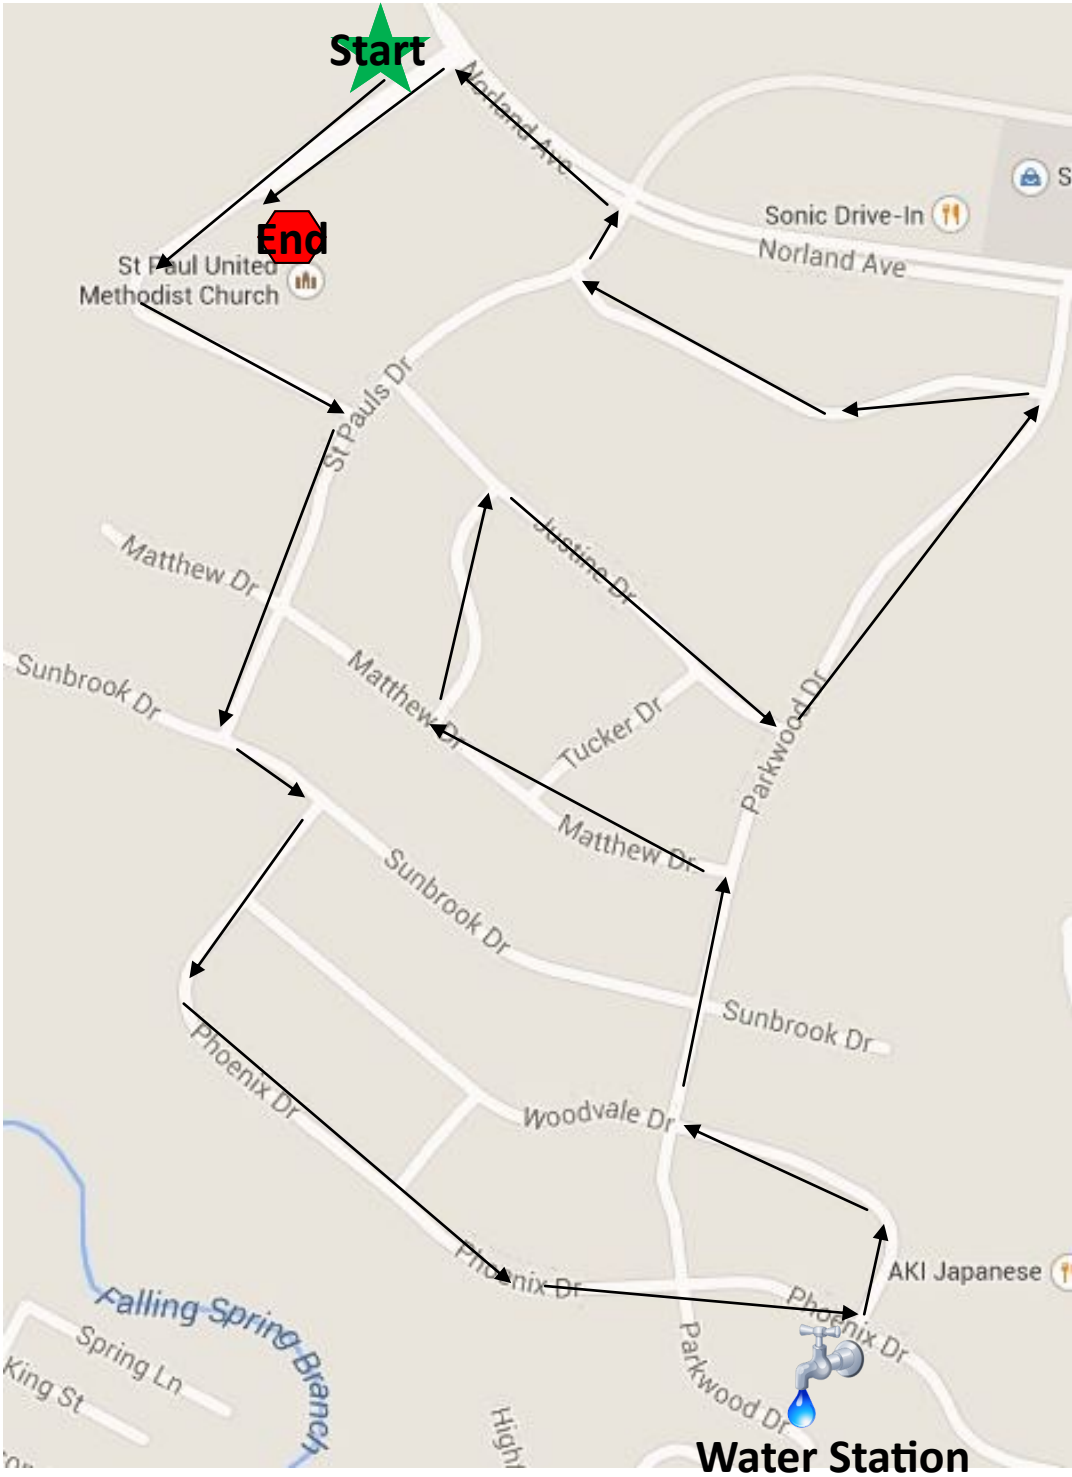 Start
Norland Ave
S
Sonic Drive-In
Norland Ave
End
St Paul United
Methodist Church
St Pauls Dr
Matthew Dr
Justine Dr
Sunbrook Dr
Matthew Dr
Tucker Dr
Parkwood Dr
Matthew Dr
Sunbrook Dr
Sunbrook Dr
Phoenix Dr
Woodvale Dr
Phoenix Dr
AKI Japanese
Phoenix Dr
Falling Spring Branch
Spring Ln
King St
Parkwood Dr
High
Water Station